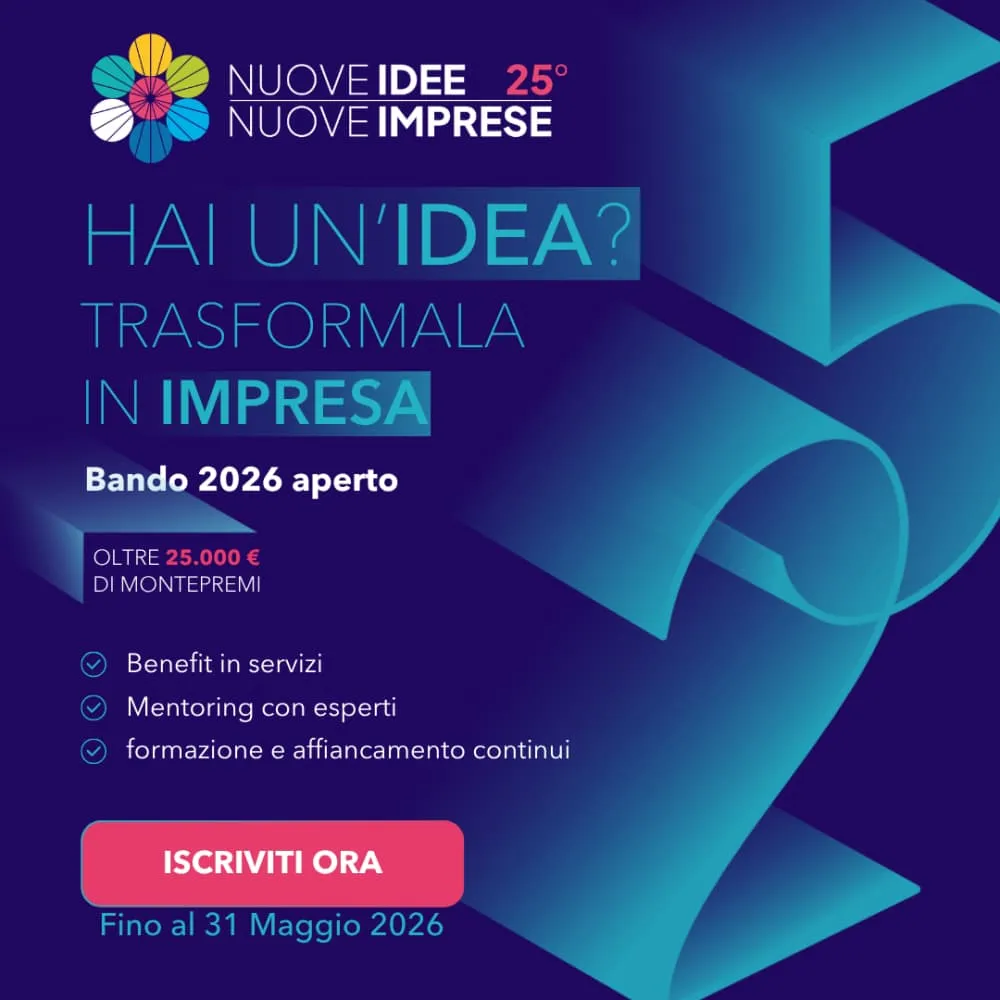 NUOVE IDEE 25°
NUOVE IMPRESE
HAI UN'IDEA?
TRASFORMALA
IN IMPRESA
Bando 2026 aperto
OLTRE 25.000 €
DI MONTEPREMI
Benefit in servizi
Mentoring con esperti
formazione e affiancamento continui
ISCRIVITI ORA
Fino al 31 Maggio 2026